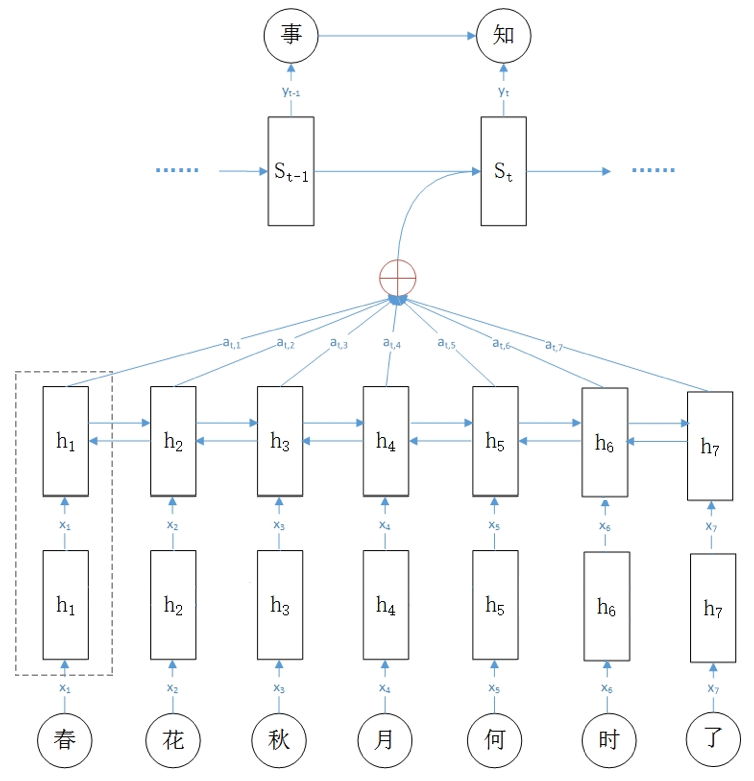 事 知
yt-1 yt
...... St-1 St ......
at,1 at,2 at,3 at,4 at,5 at,6 at,7
h1 h2 h3 h4 h5 h6 h7
x1 x2 x3 x4 x5 x6 x7
h1 h2 h3 h4 h5 h6 h7
x1 x2 x3 x4 x5 x6 x7
春 花 秋 月 何 时 了